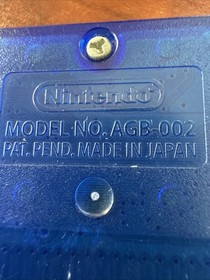 Nintendo
MODEL NO. AGB-002
PAT. PEND. MADE IN JAPAN